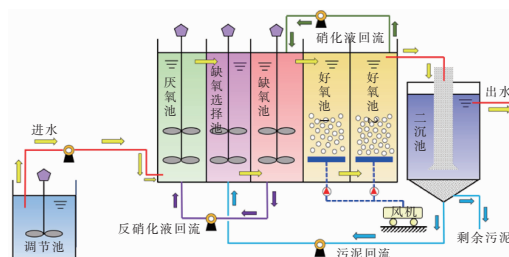 硝化液回流
厌氧池
缺氧选择池
缺氧池
好氧池1
好氧池2
二沉池
出水
进水
调节池
反硝化液回流
风机
污泥回流
剩余污泥